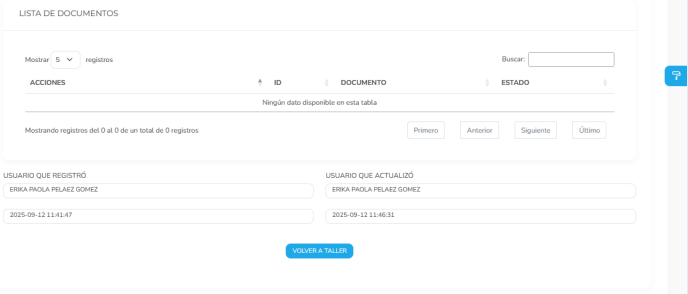 LISTA DE DOCUMENTOS
Mostrar 5 registros
Buscar:
ACCIONES ID DOCUMENTO ESTADO
Ningún dato disponible en esta tabla
Mostrando registros del 0 al 0 de un total de 0 registros
Primero Anterior Siguiente Último
USUARIO QUE REGISTRÓ USUARIO QUE ACTUALIZÓ
ERIKA PAOLA PELAEZ GOMEZ ERIKA PAOLA PELAEZ GOMEZ
2025-09-12 11:41:47 2025-09-12 11:46:31
VOLVER A TALLER